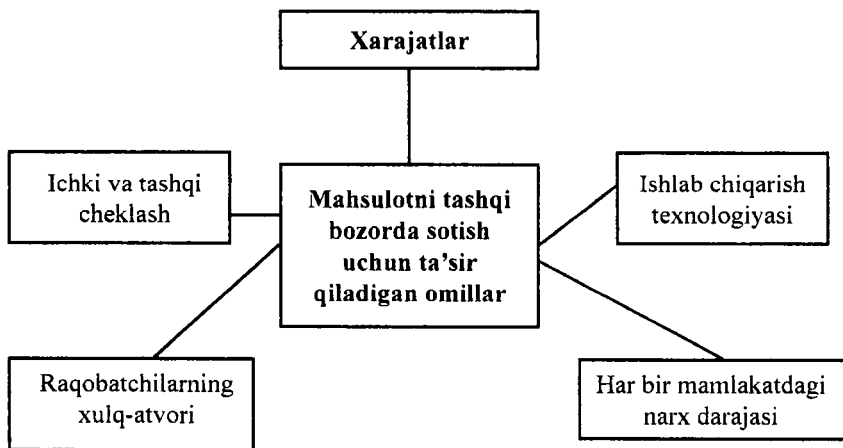 Xarajatlar
Ichki va tashqi
cheklash
Mahsulotni tashqi
bozorda sotish
uchun ta’sir
qiladigan omillar
Ishlab chiqarish
texnologiyasi
Raqobatchilarning
xulq-atvori
Har bir mamlakatdagi
narx darajasi